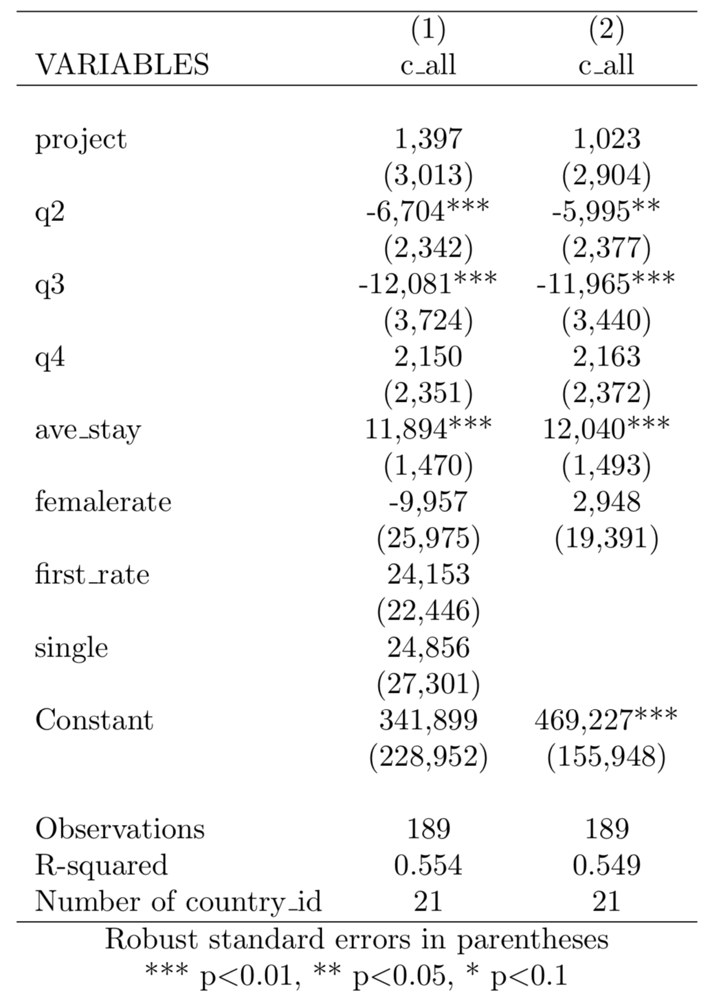 (1) (2)
VARIABLES c_all c_all
project 1,397 1,023
(3,013) (2,904)
q2 -6,704*** -5,995**
(2,342) (2,377)
q3 -12,081*** -11,965***
(3,724) (3,440)
q4 2,150 2,163
(2,351) (2,372)
ave_stay 11,894*** 12,040***
(1,470) (1,493)
femalerate -9,957 2,948
(25,975) (19,391)
first_rate 24,153
(22,446)
single 24,856
(27,301)
Constant 341,899 469,227***
(228,952) (155,948)
Observations 189 189
R-squared 0.554 0.549
Number of country_id 21 21
Robust standard errors in parentheses
*** p<0.01, ** p<0.05, * p<0.1